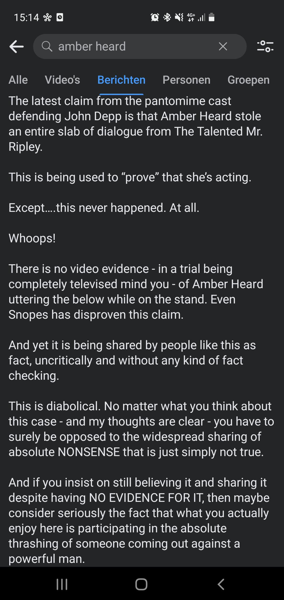 15:14
amber heard
Alle Video's Berichten Personen Groepen
The latest claim from the pantomime cast
defending John Depp is that Amber Heard stole
an entire slab of dialogue from The Talented Mr.
Ripley.
This is being used to “prove” that she's acting.
Except....this never happened. At all.
Whoops!
There is no video evidence - in a trial being
completely televised mind you - of Amber Heard
uttering the below while on the stand. Even
Snopes has disproven this claim.
And yet it is being shared by people like this as
fact, uncritically and without any kind of fact
checking.
This is diabolical. No matter what you think about
this case - and my thoughts are clear - you have to
surely be opposed to the widespread sharing of
absolute NONSENSE that is just simply not true.
And if you insist on still believing it and sharing it
despite having NO EVIDENCE FOR IT, then maybe
consider seriously the fact that what you actually
enjoy here is participating in the absolute
thrashing of someone coming out against a
powerful man.